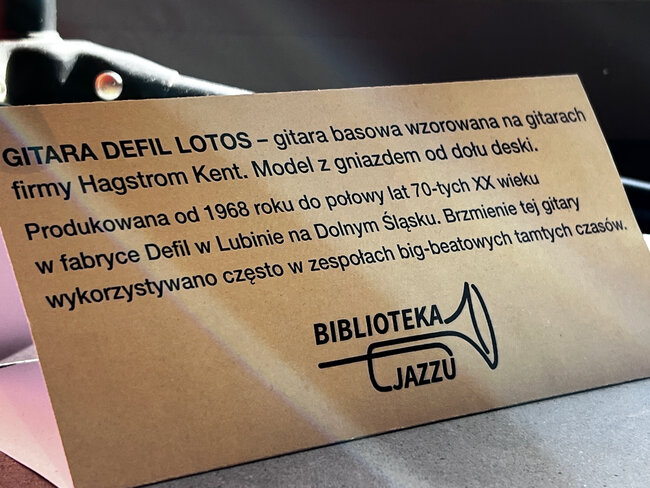 GITARA DEFIL LOTOS – gitara basowa wzorowana na gitarach
firmy Hagstrom Kent. Model z gniazdem od dołu deski.
Produkowana od 1968 roku do połowy lat 70-tych XX wieku
w fabryce Defil w Lubinie na Dolnym Śląsku. Brzmienie tej gitary
wykorzystywano często w zespołach big-beatowych tamtych czasów.
BIBLIOTEKA
JAZZU